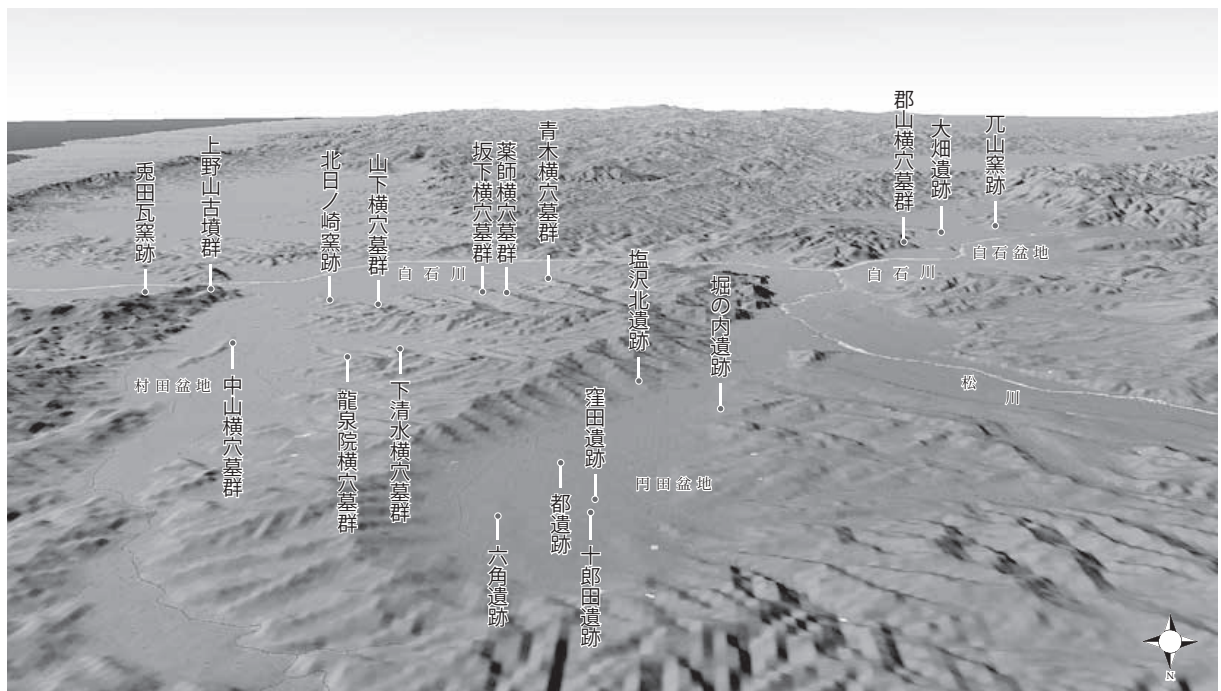 兎田瓦窯跡
上野山古墳群
北日ノ崎窯跡
山下横穴墓群
坂下横穴墓群
薬師横穴墓群
青木横穴墓群
郡山横穴墓群
大畑遺跡
兀山窯跡
白石川
白石川
白石盆地
塩沢北遺跡
堀の内遺跡
村田盆地
中山横穴墓群
龍泉院横穴墓群
下清水横穴墓群
松川
窪田遺跡
円田盆地
都遺跡
六角遺跡
十郎田遺跡
N